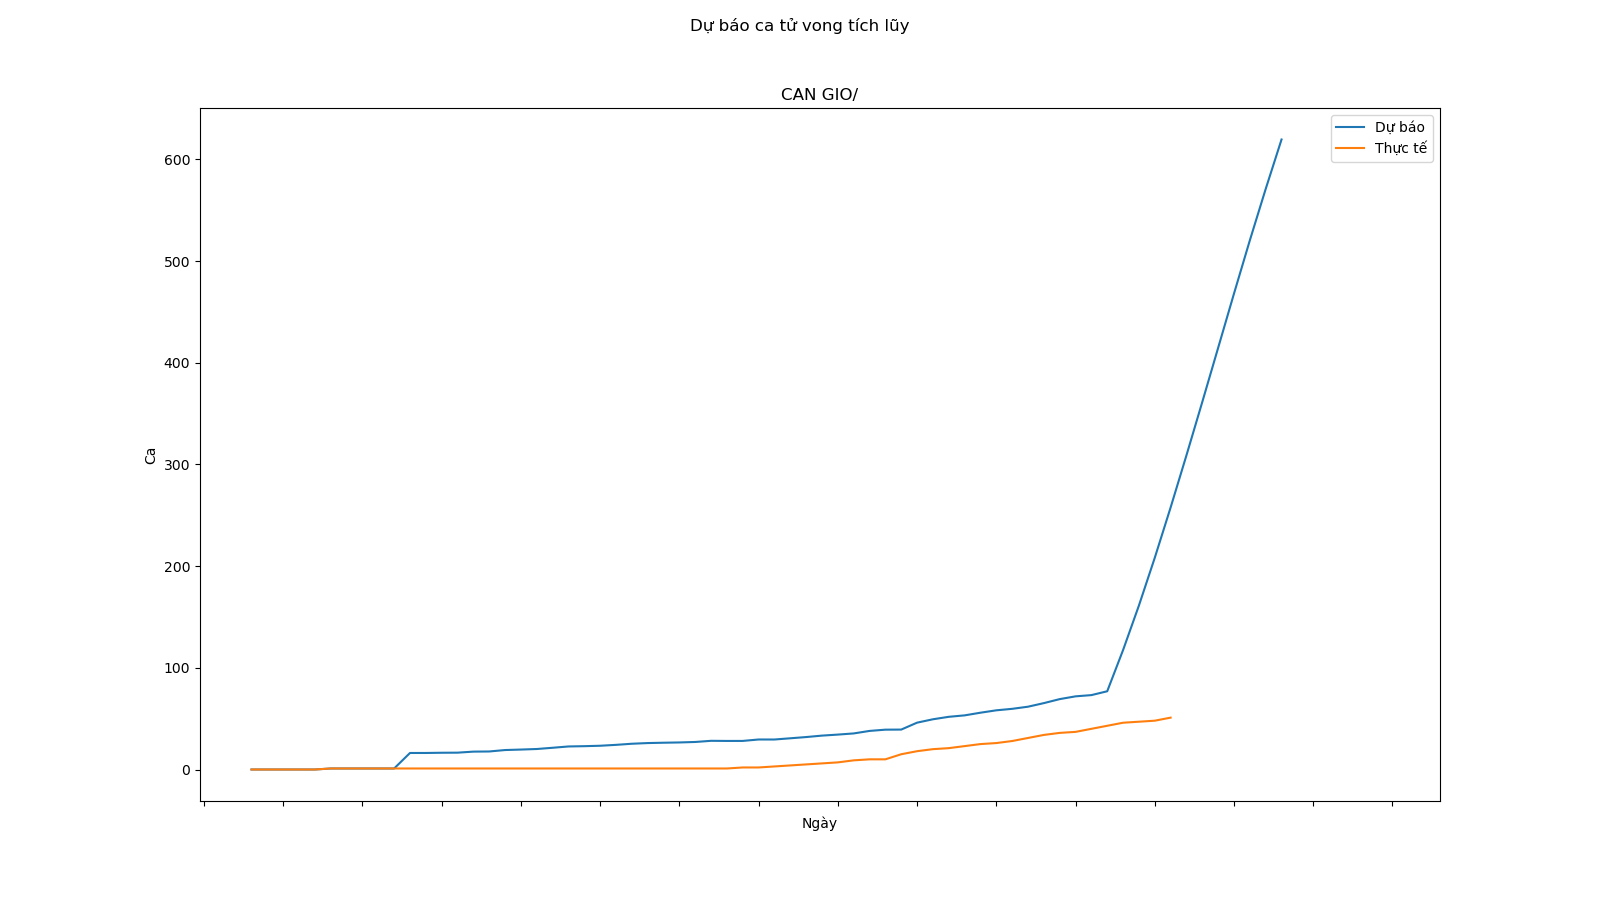 Dự báo ca tử vong tích lũy
CAN GIO/
Dự báo
Thực tế
600
500
400
300
200
100
0
Ca
Ngày